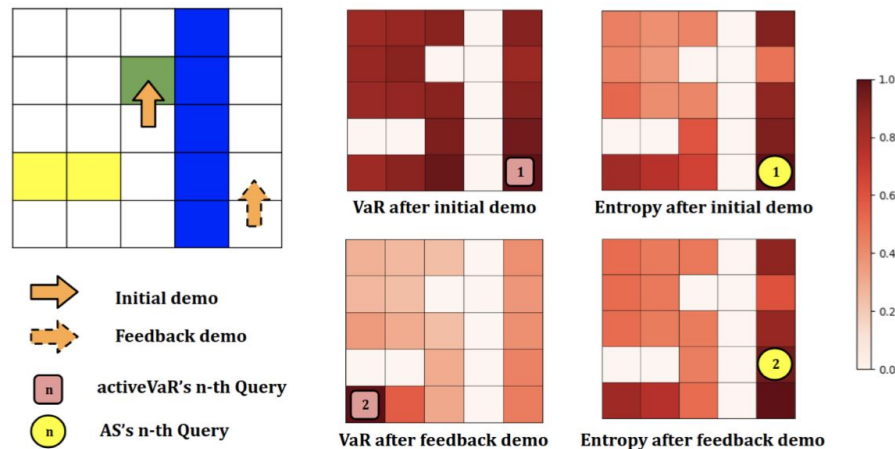 1
1
VaR after initial demo
Entropy after initial demo
1.0
0.8
0.6
0.4
0.2
0.0
Initial demo
Feedback demo
n
activeVaR's n-th Query
n
AS's n-th Query
2
2
VaR after feedback demo
Entropy after feedback demo